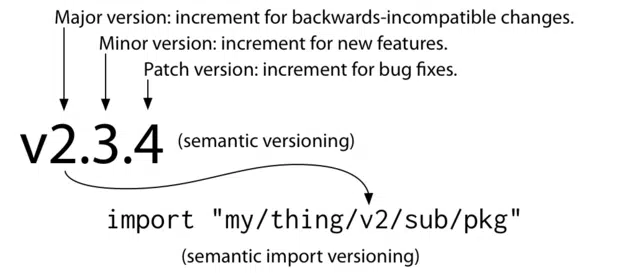 Major version: increment for backwards-incompatible changes.
Minor version: increment for new features.
Patch version: increment for bug fixes.
v2.3.4 (semantic versioning)
import "my/thing/v2/sub/pkg"
(semantic import versioning)